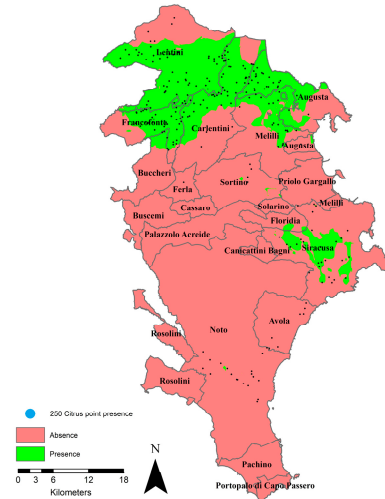 Lentini
Augusta
Francofonte
Carlentini
Melilli
Augusta
Buccheri
Sortino
Priolo Gargallo
Ferla
Cassaro
Solarino
Melilli
Buscemi
Floridia
Palazzolo Acreide
Siracusa
Canicattini Bagni
Noto
Avola
Rosolini
Rosolini
250 Citrus point presence
Absence
Presence
N
0 3 6 12 18
Kilometers
Pachino
Portopalo di Capo Passero